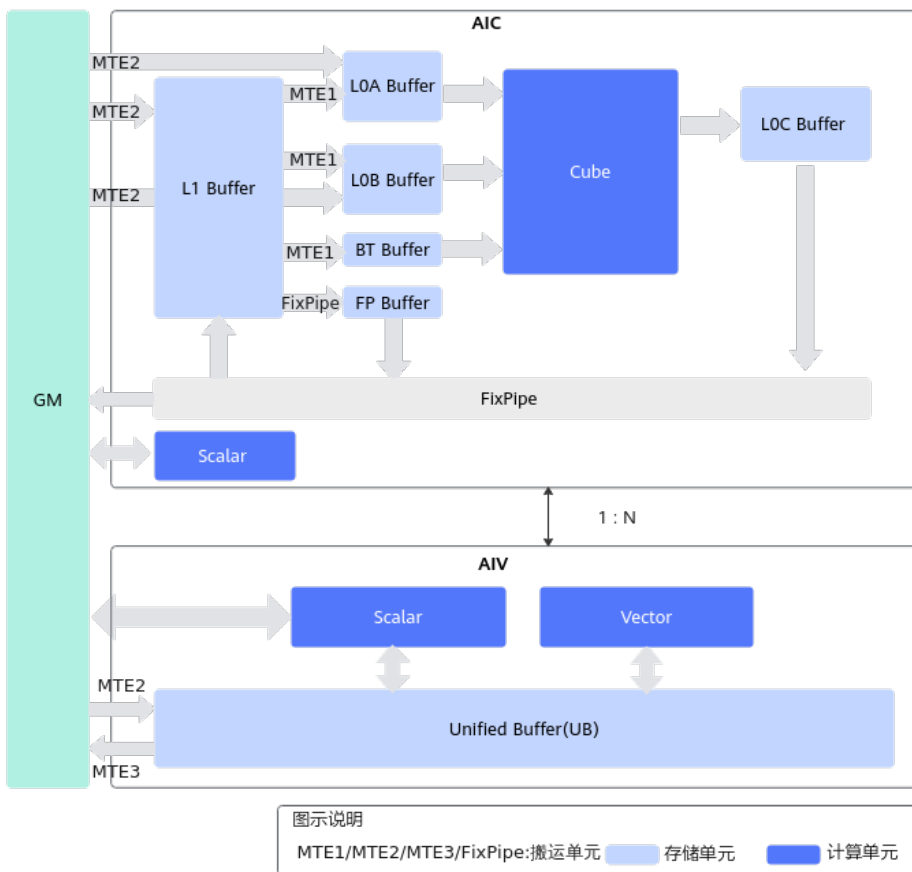 AIC
MTE2
L0A Buffer
MTE1
MTE2
L0C Buffer
MTE1
L0B Buffer
Cube
L1 Buffer
MTE2
MTE1
BT Buffer
FixPipe
FP Buffer
GM
FixPipe
Scalar
1 : N
AIV
Scalar
Vector
MTE2
Unified Buffer(UB)
MTE3
图示说明
MTE1/MTE2/MTE3/FixPipe:搬运单元 存储单元 计算单元